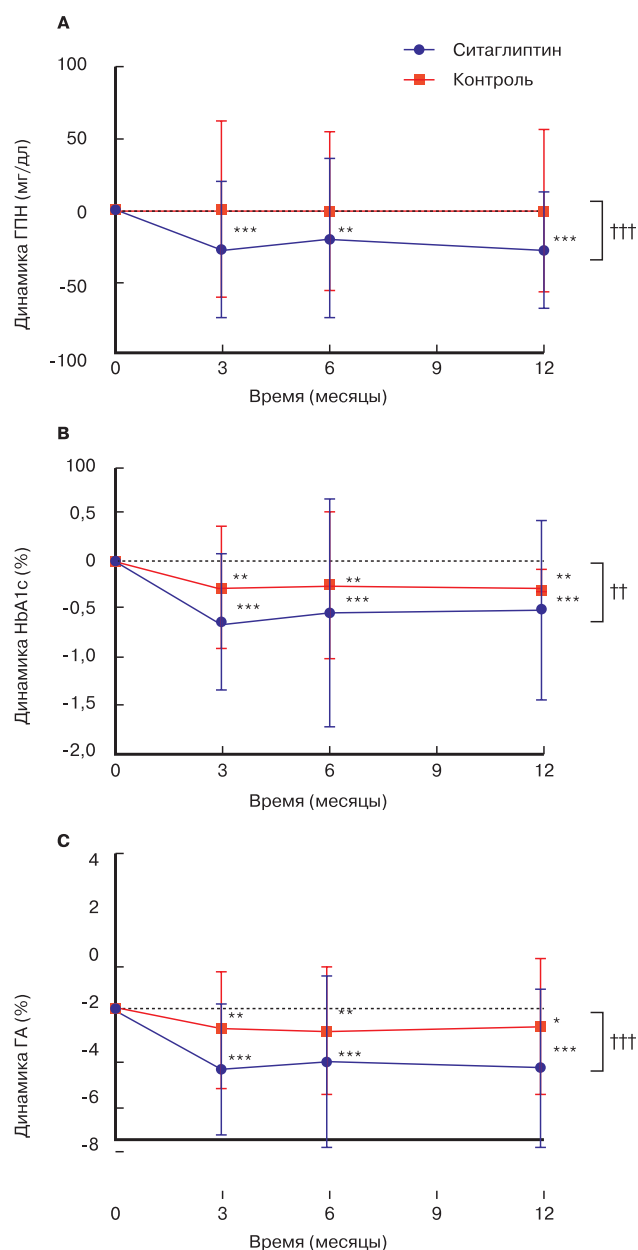 A
Ситаглиптин
Контроль
Динамика ГПН (мг/дл)
100
50
0
-50
-100
***
**
***
†††
0 3 6 9 12
Время (месяцы)
B
Динамика HbA1c (%)
100
0,5
0
-0,5
-1,0
-1,5
-2,0
** ** **
*** *** ***
††
0 3 6 9 12
Время (месяцы)
C
Динамика ГА (%)
4
2
0
-2
-4
-6
-8
** ** *
*** *** ***
†††
0 3 6 9 12
Время (месяцы)